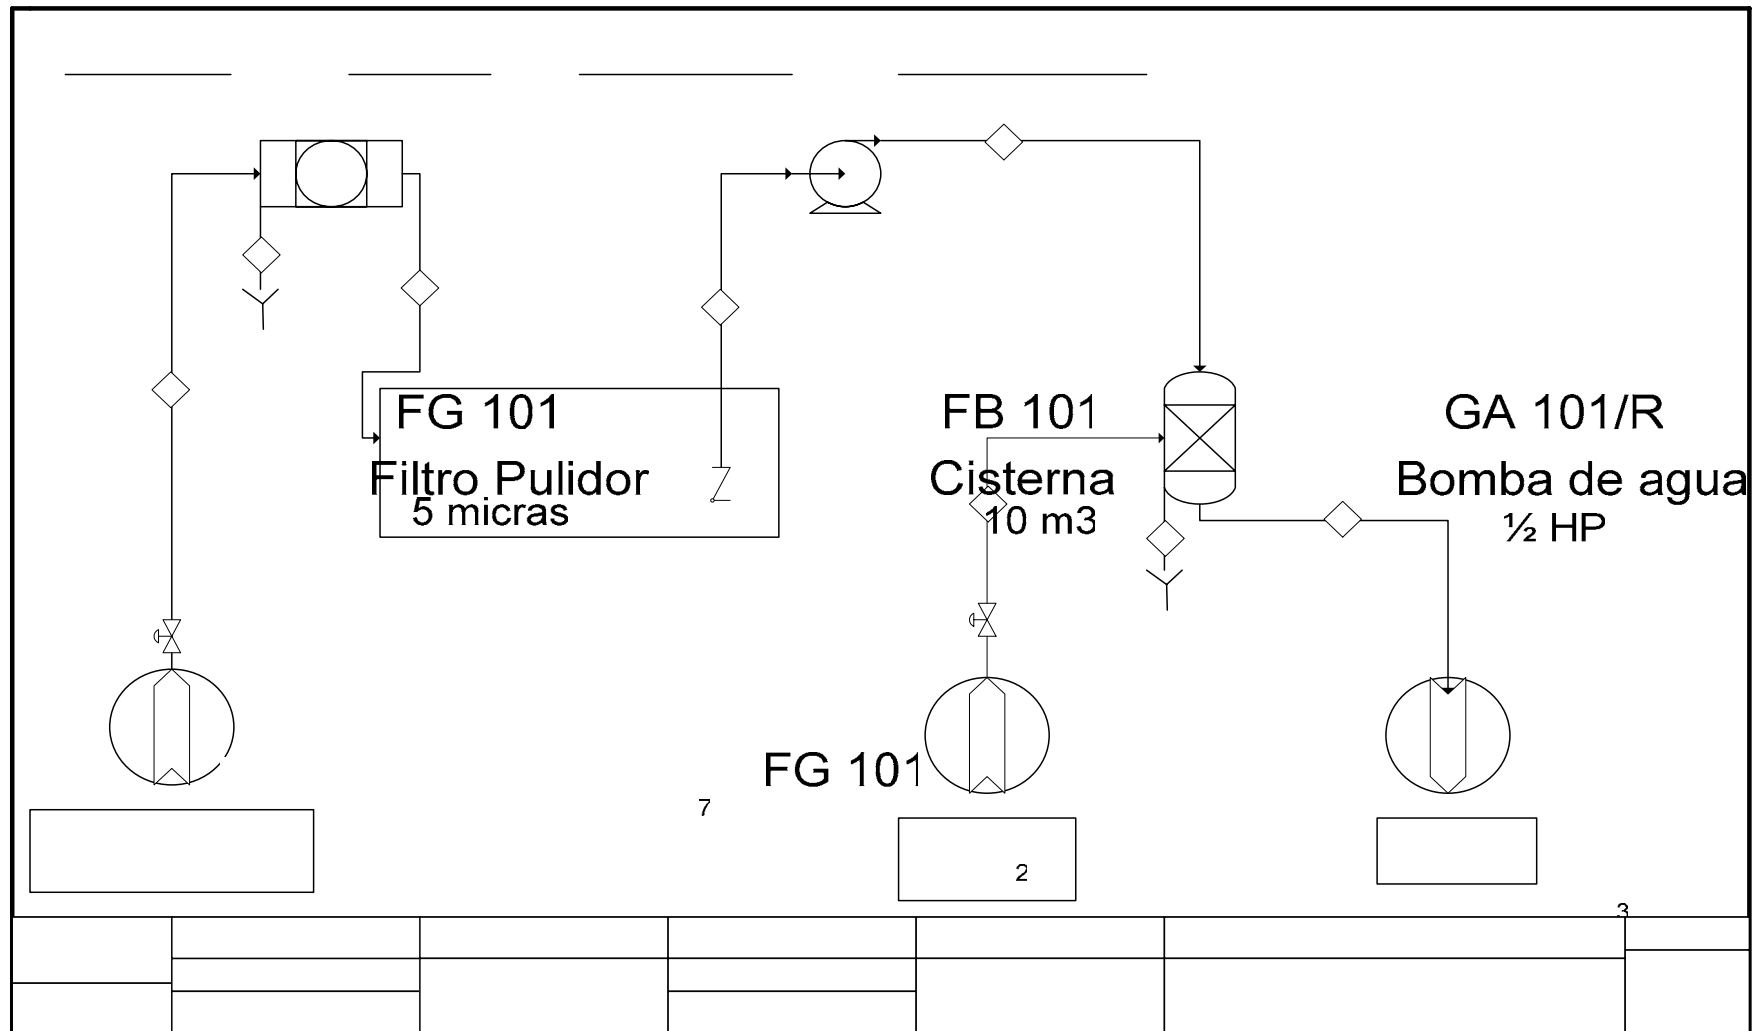 FG 101
FB 101
GA 101/R
Filtro Pulidor
Cisterna
Bomba de agua
5 micras
10 m3
½ HP
FG 101
7
2
3